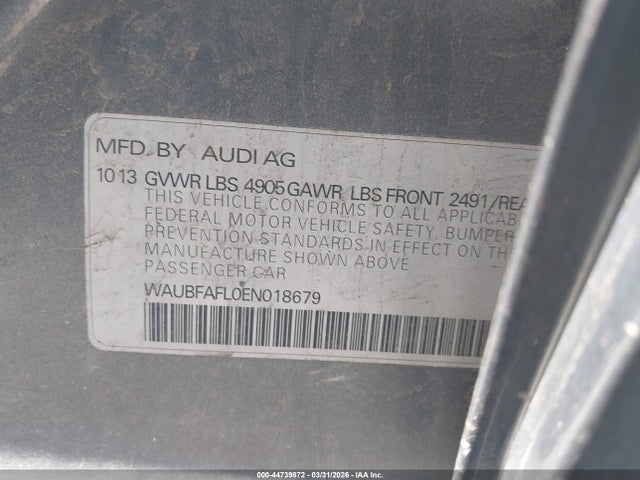 MFD. BY AUDI AG
1013 GVWR LBS 4905 GAWR LBS FRONT 2491/REA
THIS VEHICLE CONFORMS TO ALL APPLICAB
FEDERAL MOTOR VEHICLE SAFETY, BUMPER
PREVENTION STANDARDS IN EFFECT ON TH
MANUFACTURE SHOWN ABOVE
PASSENGER CAR
WAUBFAFL0EN018679
000-44739872 | 03/31/2026 | IAA Inc.